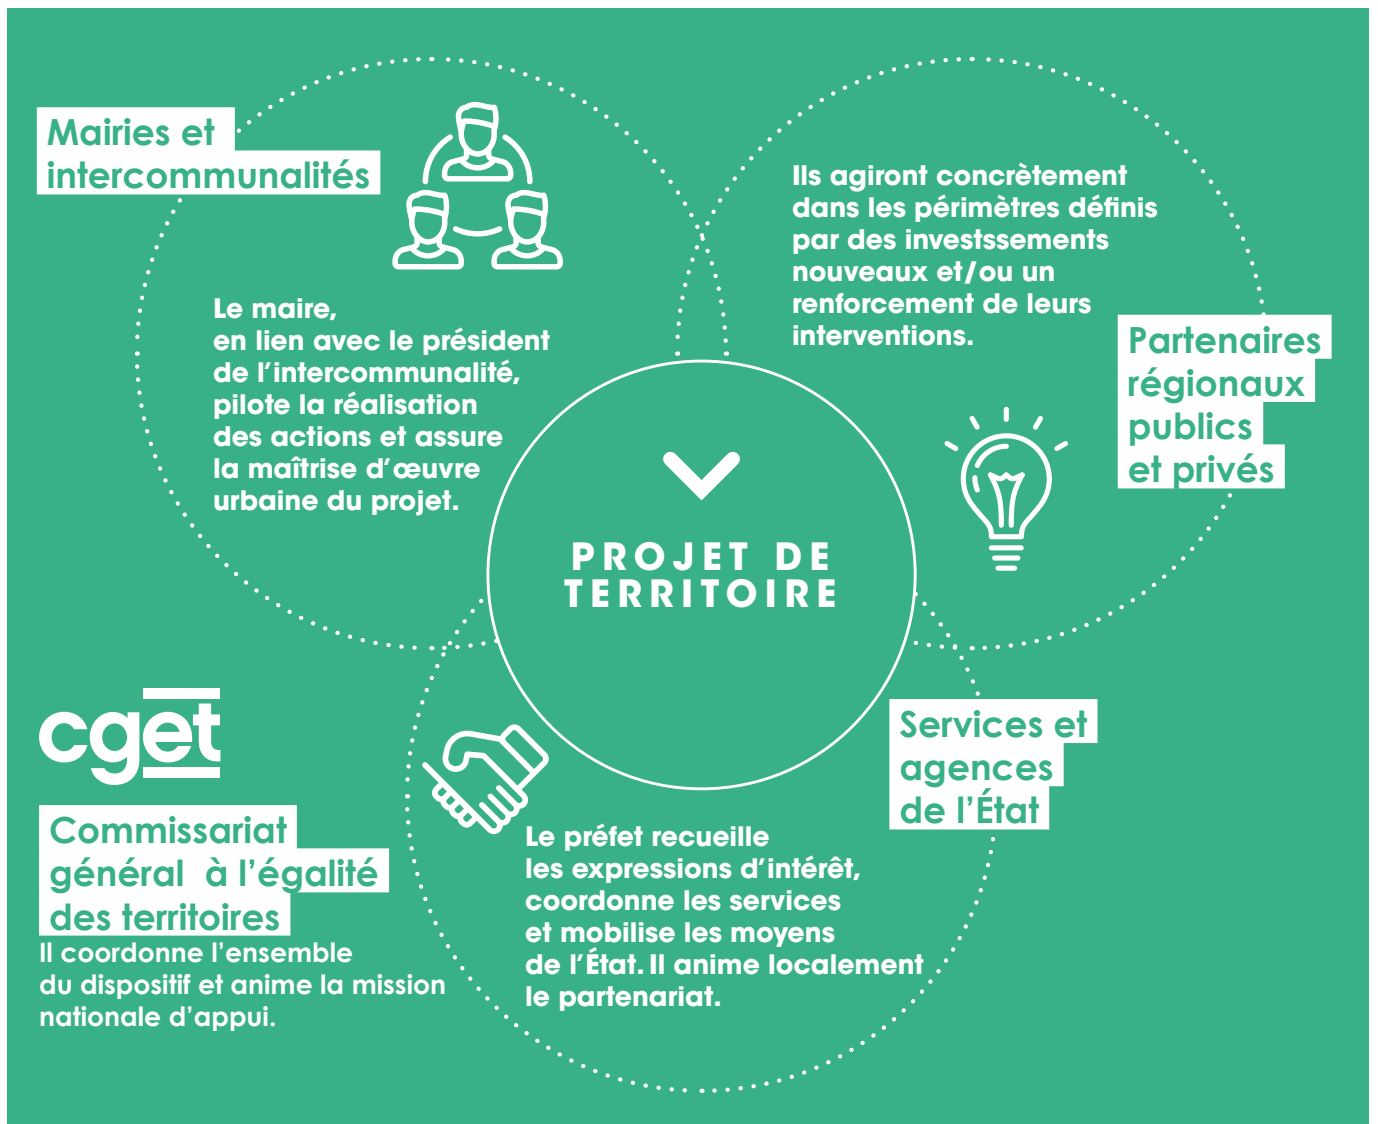 Mairies et
intercommunalités
Le maire,
en lien avec le président
de l'intercommunalité,
pilote la réalisation
des actions et assure
la maîtrise d'œuvre
urbaine du projet.
Ils agiront concrètement
dans les périmètres définis
par des investssements
nouveaux et/ou un
renforcement de leurs
interventions.
Partenaires
régionaux
publics
et privés
PROJET DE
TERRITOIRE
cget
Commissariat
général à l'égalité
des territoires
Il coordonne l'ensemble
du dispositif et anime la mission
nationale d'appui.
Services et
agences
de l'État
Le préfet recueille
les expressions d'intérêt,
coordonne les services
et mobilise les moyens
de l'État. Il anime localement
le partenariat.